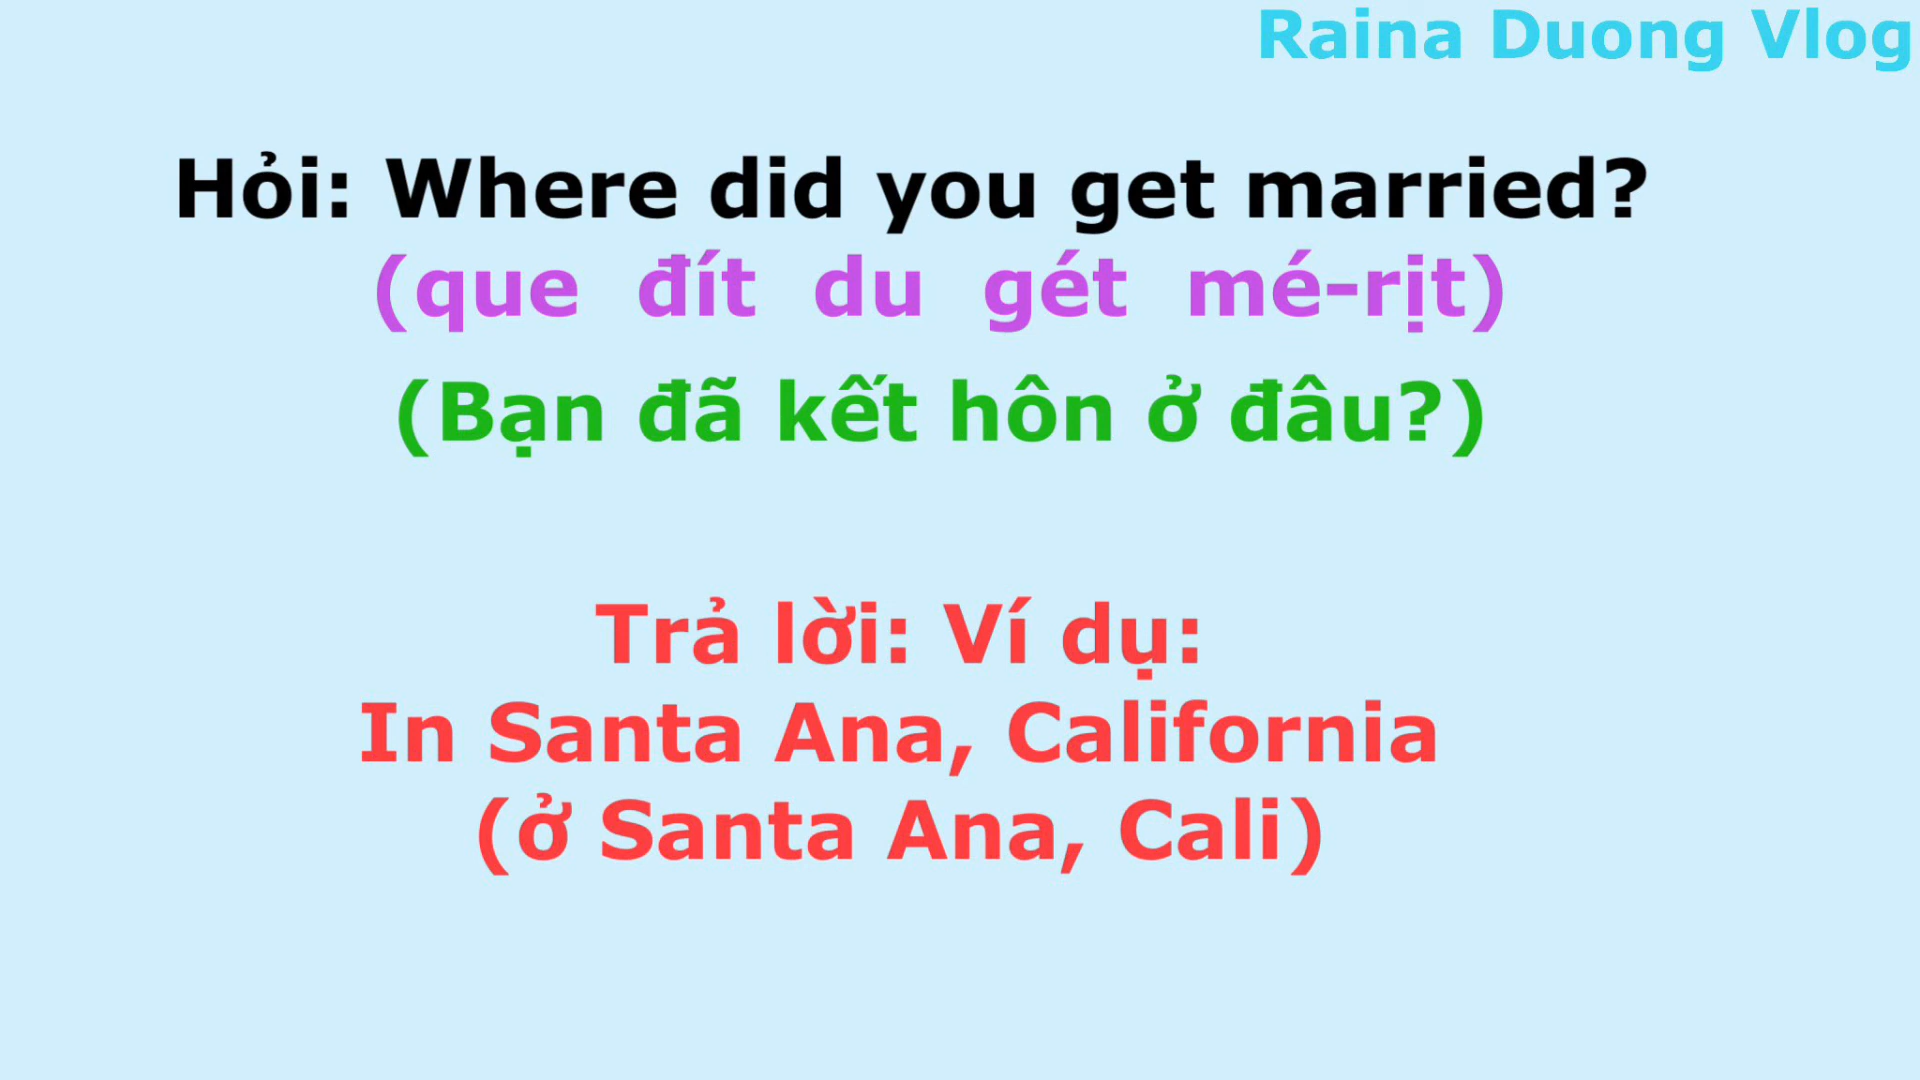 Raina Duong Vlog
Hỏi: Where did you get married?
(que đít du gét mé-rịt)
(Bạn đã kết hôn ở đâu?)
Trả lời: Ví dụ:
In Santa Ana, California
(ở Santa Ana, Cali)